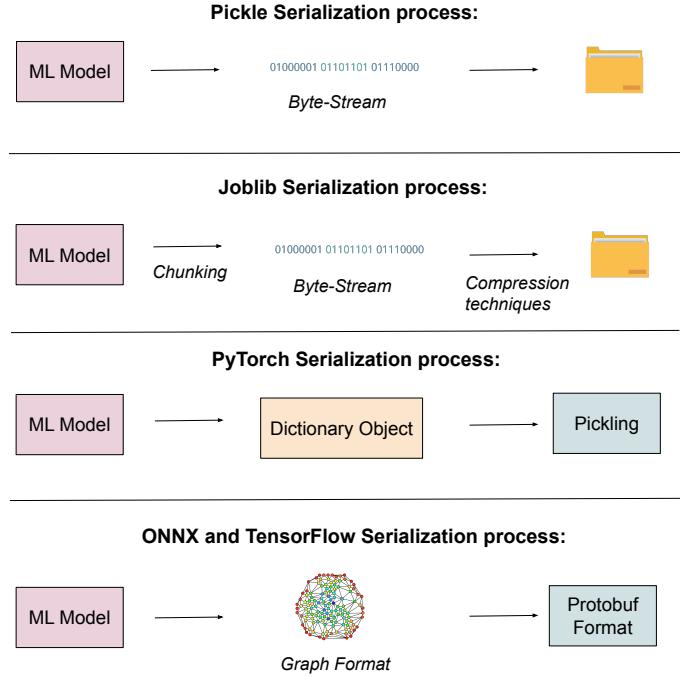 Pickle Serialization process:
ML Model
01000001 01101101 01110000
Byte-Stream
Joblib Serialization process:
ML Model
Chunking
01000001 01101101 01110000
Byte-Stream
Compression
techniques
PyTorch Serialization process:
ML Model
Dictionary Object
Pickling
ONNX and TensorFlow Serialization process:
ML Model
Graph Format
Protobuf
Format